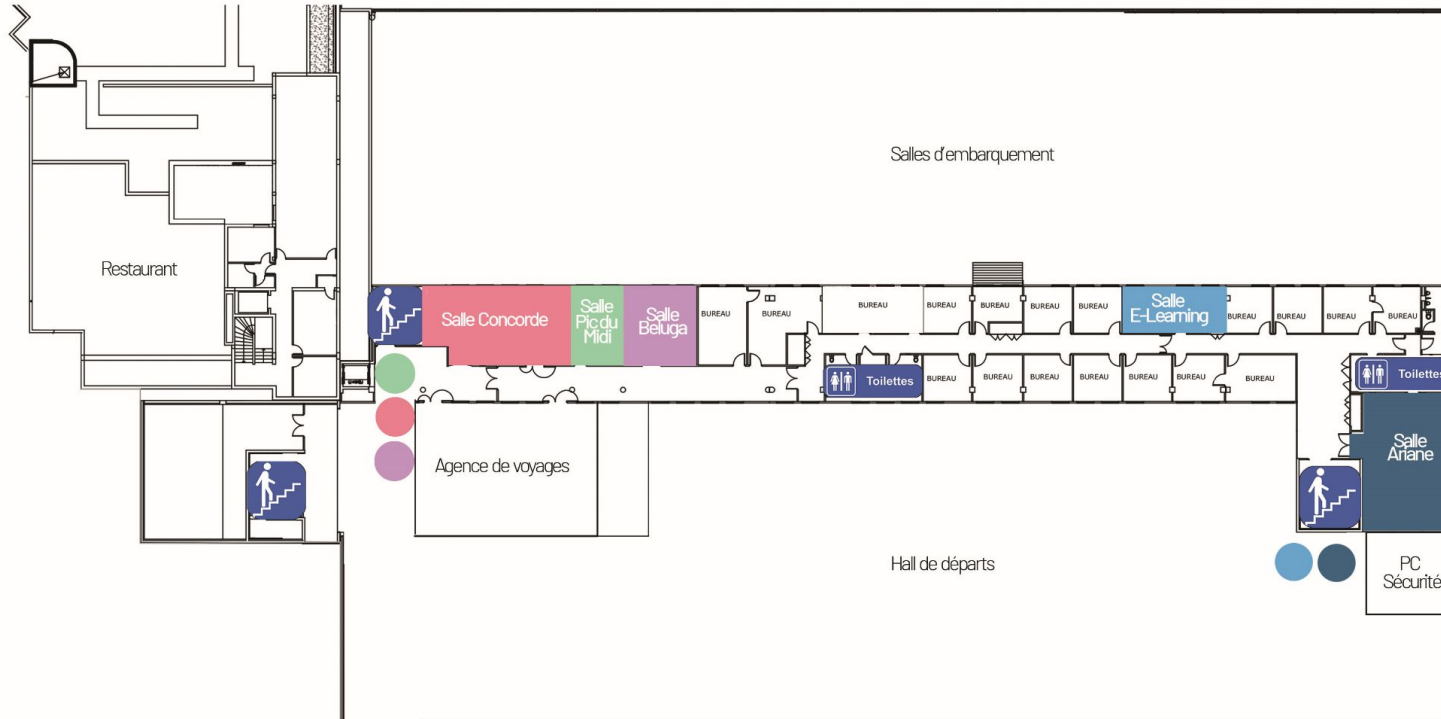 Salles d'embarquement
Restaurant
Salle Concorde
Salle
Pic du
Midi
Salle
Beluga
BUREAU
BUREAU
BUREAU
BUREAU
BUREAU
BUREAU
BUREAU
Salle
E-Learning
BUREAU
BUREAU
BUREAU
BUREAU
Toilettes
BUREAU
BUREAU
BUREAU
BUREAU
BUREAU
BUREAU
BUREAU
Toilettes
Salle
Ariane
Agence de voyages
Hall de départs
PC
Sécurité